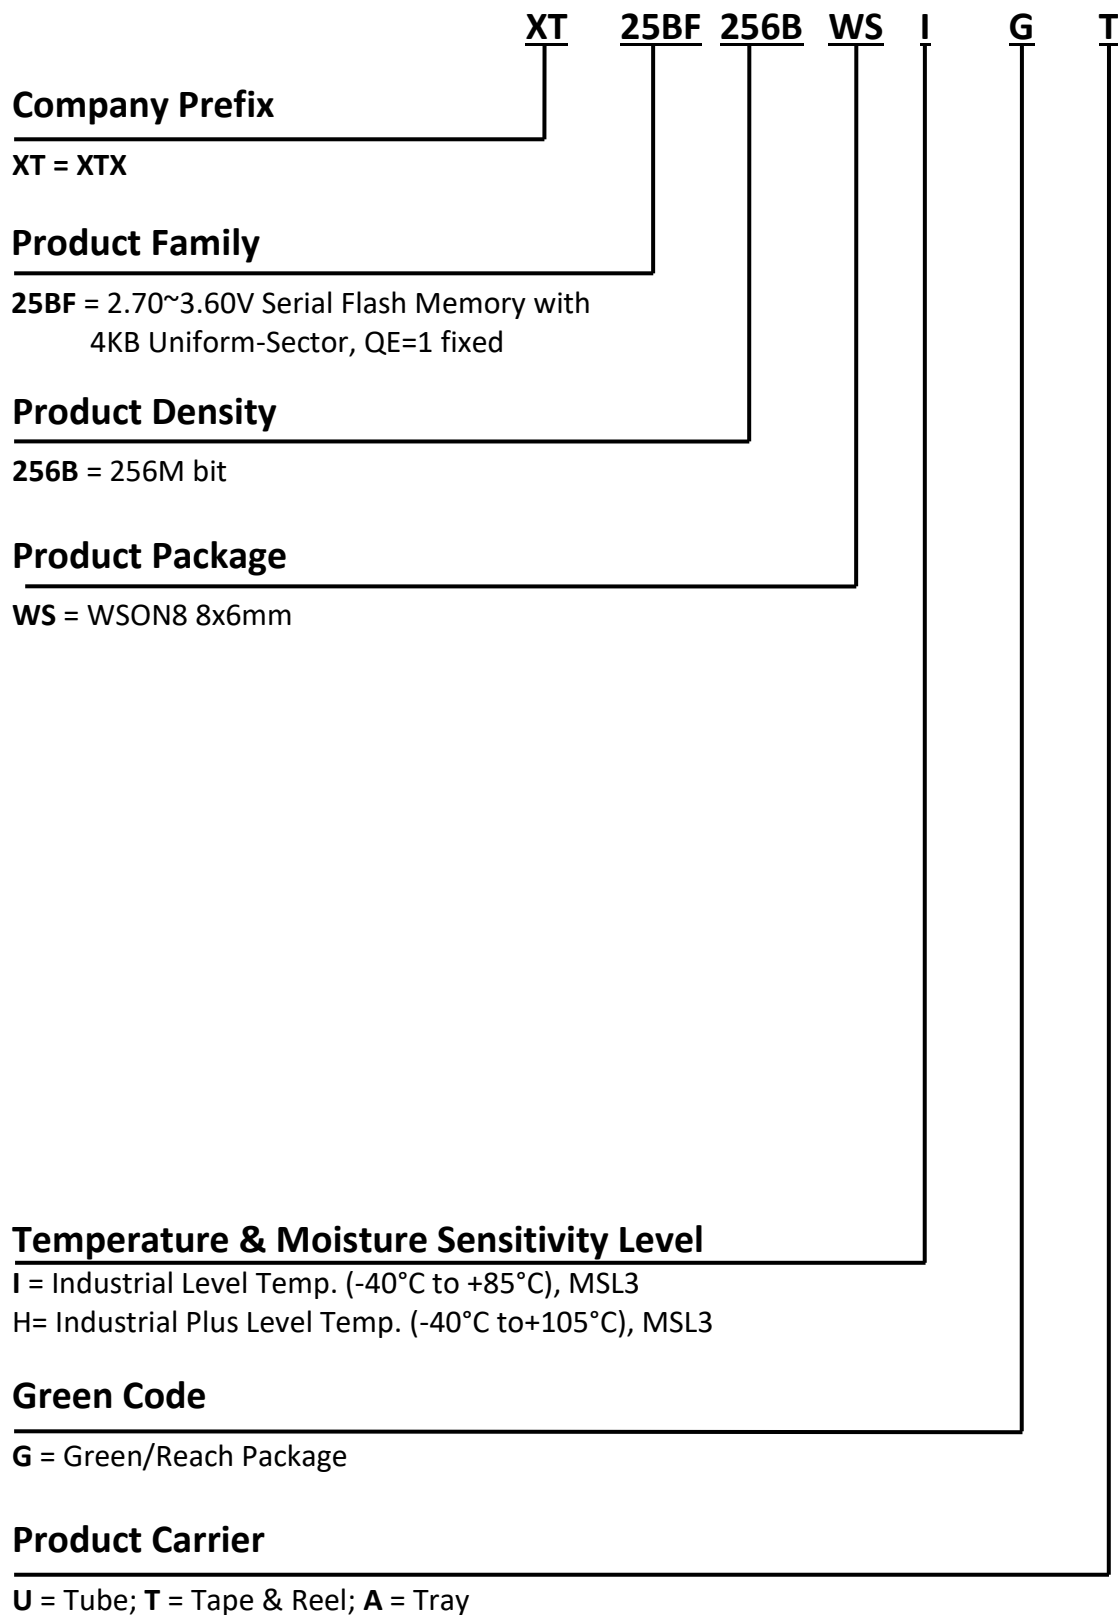 XT 25BF 256B WS I G T
Company Prefix
XT = XTX
Product Family
25BF = 2.70~3.60V Serial Flash Memory with
4KB Uniform-Sector, QE=1 fixed
Product Density
256B = 256M bit
Product Package
WS = WSON8 8x6mm
Temperature & Moisture Sensitivity Level
I = Industrial Level Temp. (-40°C to +85°C), MSL3
H= Industrial Plus Level Temp. (-40°C to+105°C), MSL3
Green Code
G = Green/Reach Package
Product Carrier
U = Tube; T = Tape & Reel; A = Tray